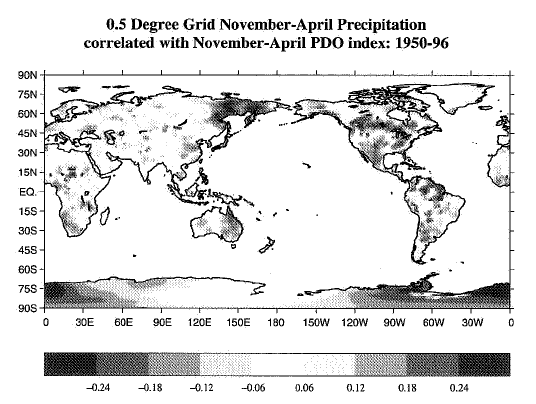 0.5 Degree Grid November-April Precipitation
correlated with November-April PDO index: 1950-96
90N
75N
60N
45N
30N
15N
EQ.
15S
30S
45S
60S
75S
90S
0 30E 60E 90E 120E 150E 180 150W 120W 90W 60W 30W 0
−0.24 −0.18 −0.12 −0.06 0.06 0.12 0.18 0.24